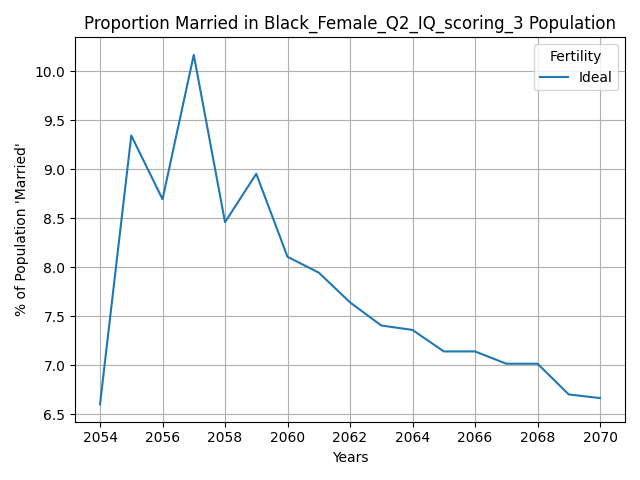 Proportion Married in Black_Female_Q2_IQ_scoring_3 Population
Fertility
Ideal
% of Population 'Married'
10.0
9.5
9.0
8.5
8.0
7.5
7.0
6.5
2054 2056 2058 2060 2062 2064 2066 2068 2070
Years